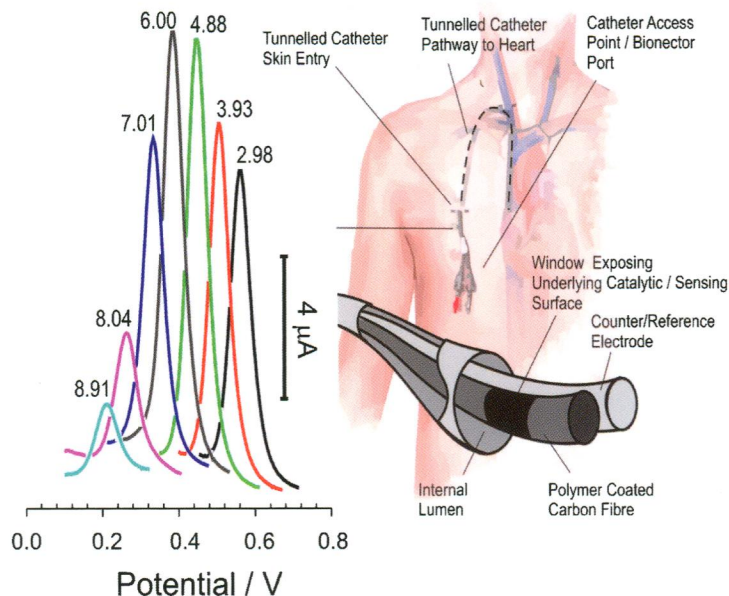 6.00
4.88
7.01
3.93
2.98
8.04
8.91
4 µA
0.0
0.2
0.4
0.6
0.8
Potential / V
Tunnelled Catheter
Skin Entry
Tunnelled Catheter
Pathway to Heart
Catheter Access
Point / Bionector
Port
Window Exposing
Underlying Catalytic / Sensing
Surface
Counter/Reference
Electrode
Internal
Lumen
Polymer Coated
Carbon Fibre